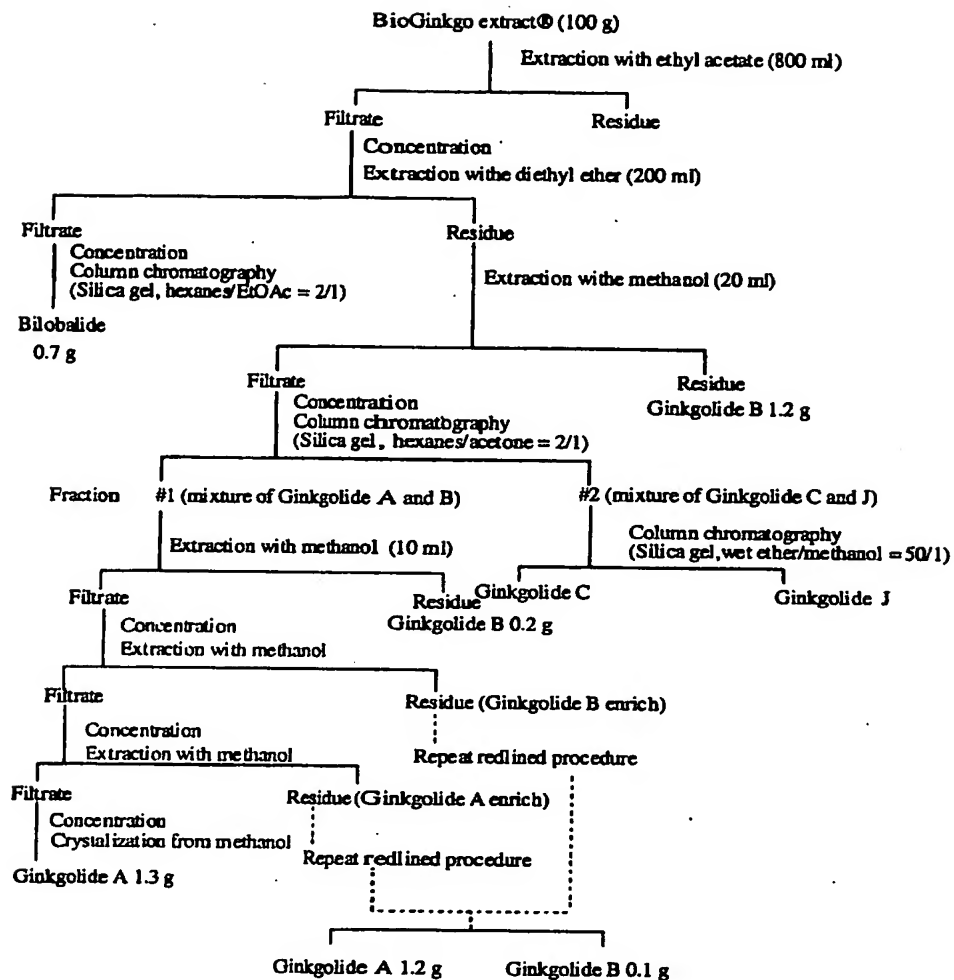 BioGinkgo extract® (100 g)
Extraction with ethyl acetate (800 ml)
Filtrate
Residue
Concentration
Extraction withe diethyl ether (200 ml)
Filtrate
Residue
Concentration
Column chromatography
(Silica gel, hexanes/EtOAc = 2/1)
Extraction withe methanol (20 ml)
Bilobalide
0.7 g
Filtrate
Residue
Ginkgolide B 1.2 g
Concentration
Column chromatography
(Silica gel, hexanes/acetone = 2/1)
Fraction
#1 (mixture of Ginkgolide A and B)
#2 (mixture of Ginkgolide C and J)
Extraction with methanol (10 ml)
Column chromatography
(Silica gel, wet ether/methanol = 50/1)
Filtrate
Residue
Ginkgolide B 0.2 g
Ginkgolide C
Ginkgolide J
Concentration
Extraction with methanol
Filtrate
Residue (Ginkgolide B enrich)
Concentration
Extraction with methanol
Repeat redlined procedure
Filtrate
Residue (Ginkgolide A enrich)
Concentration
Crystalization from methanol
Repeat redlined procedure
Ginkgolide A 1.3 g
Ginkgolide A 1.2 g
Ginkgolide B 0.1 g